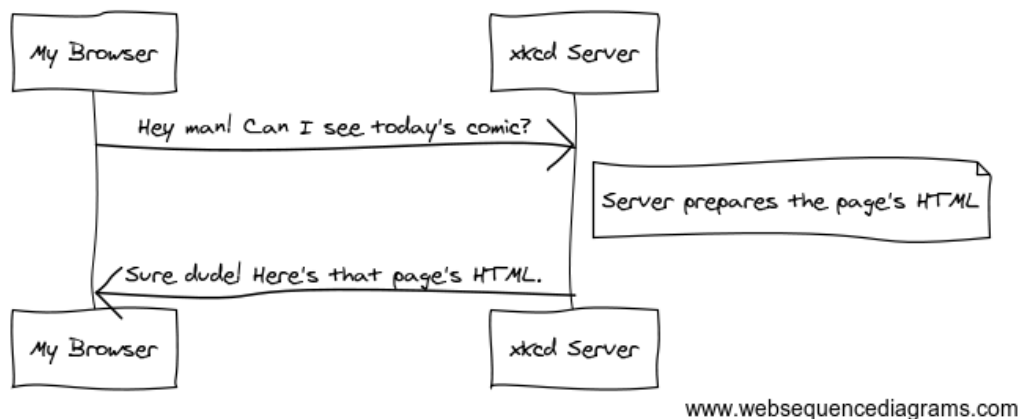 My Browser
xkcd Server
Hey man! Can I see today's comic?
Server prepares the page's HTML
Sure dude! Here's that page's HTML.
My Browser
xkcd Server
www.websequencediagrams.com